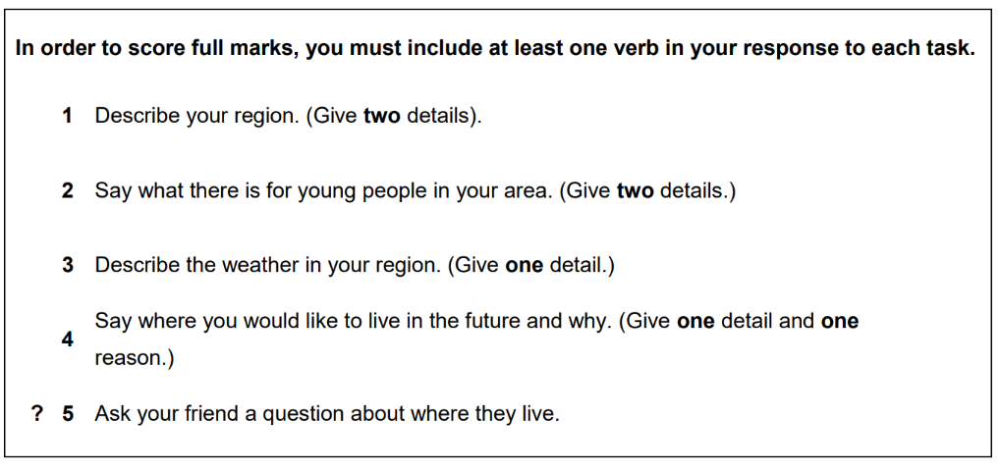 In order to score full marks, you must include at least one verb in your response to each task.
1 Describe your region. (Give two details).
2 Say what there is for young people in your area. (Give two details.)
3 Describe the weather in your region. (Give one detail.)
4 Say where you would like to live in the future and why. (Give one detail and one
reason.)
? 5 Ask your friend a question about where they live.